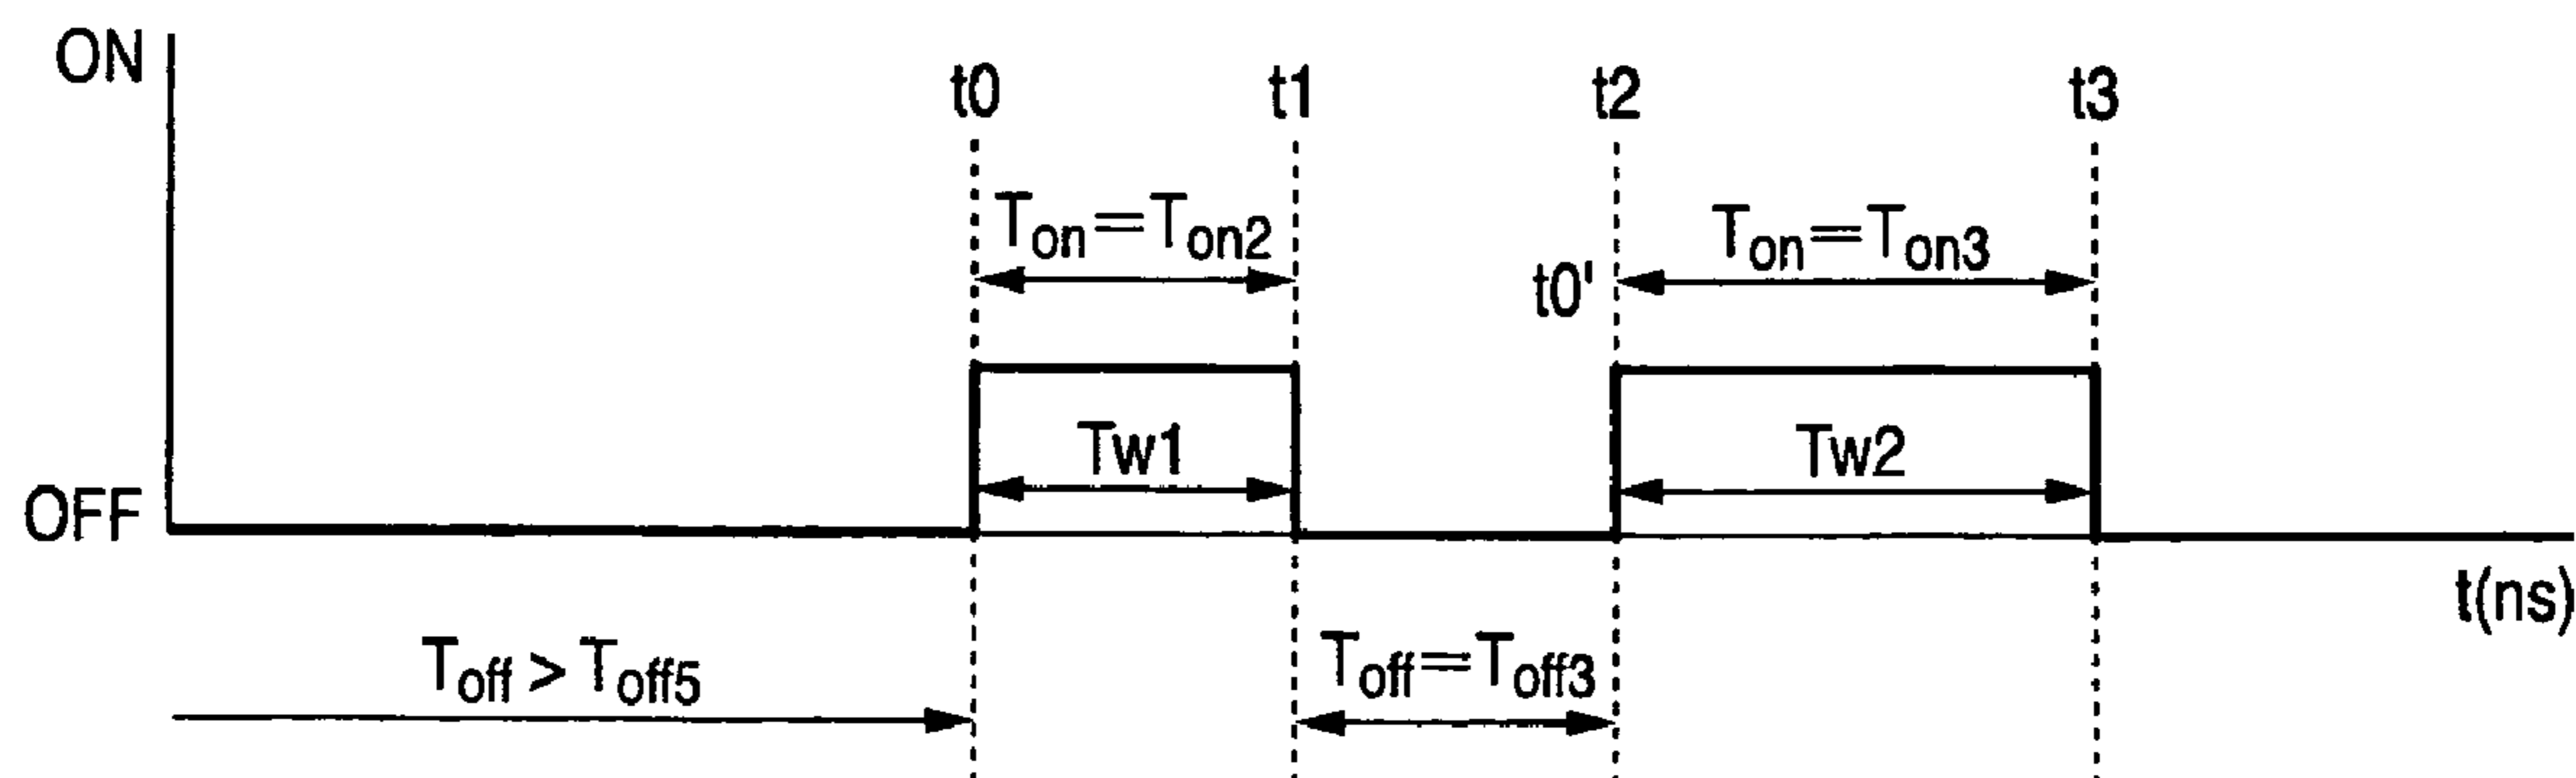 ON
t0 t1 t2 t3
Ton=Ton2
Ton=Ton3
t0'
Tw1
Tw2
OFF
t(ns)
Toff > Toff5
Toff=Toff3